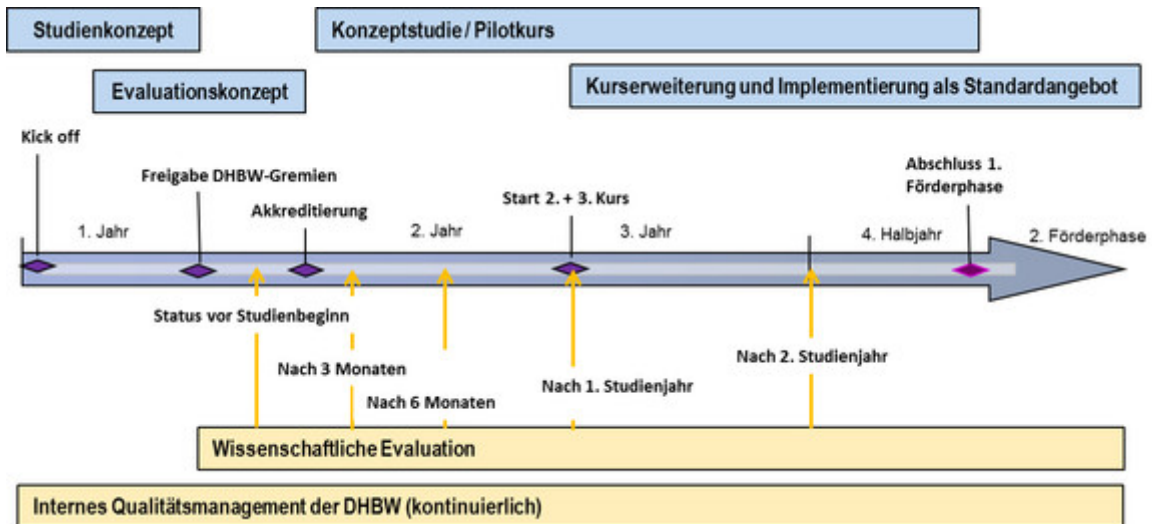 Studienkonzept
Konzeptstudie / Pilotkurs
Evaluationskonzept
Kurserweiterung und Implementierung als Standardangebot
Kick off
Freigabe DHBW-Gremien
Akkreditierung
Start 2. + 3. Kurs
Abschluss 1.
Förderphase
1. Jahr
2. Jahr
3. Jahr
4. Halbjahr
2. Förderphase
Status vor Studienbeginn
Nach 3 Monaten
Nach 6 Monaten
Nach 1. Studienjahr
Nach 2. Studienjahr
Wissenschaftliche Evaluation
Internes Qualitätsmanagement der DHBW (kontinuierlich)